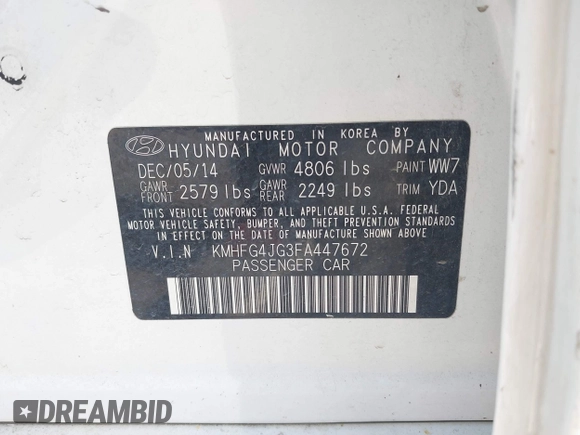 MANUFACTURED IN KOREA BY
HYUNDAI MOTOR COMPANY
DEC/05/14 GVWR 4806 lbs PAINT WW7
GAWR FRONT 2579 lbs GAWR REAR 2249 lbs TRIM YDA
THIS VEHICLE CONFORMS TO ALL APPLICABLE U.S.A. FEDERAL
MOTOR VEHICLE SAFETY, BUMPER, AND THEFT PREVENTION STANDARDS
IN EFFECT ON THE DATE OF MANUFACTURE SHOWN ABOVE.
V.I.N KMHFG4JG3FA447672
PASSENGER CAR
#DREAMBID